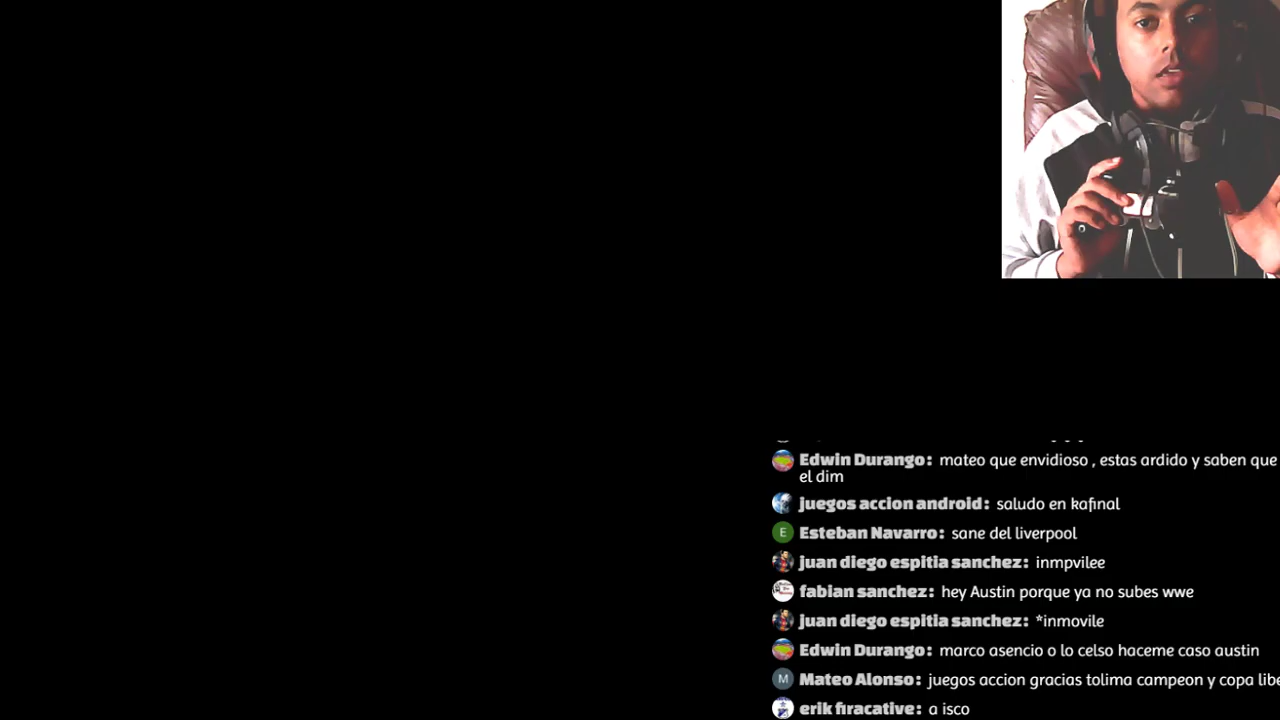 Edwin Durango: mateo que envidioso , estas ardido y saben que
el dim
juegos accion android: saludo en kafinal
E Esteban Navarro: sane del liverpool
juan diego espitia sanchez: inmpvilee
fabian sanchez: hey Austin porque ya no subes wwe
juan diego espitia sanchez: *inmovile
Edwin Durango: marco asencio o lo celso haceme caso austin
M Mateo Alonso: juegos accion gracias tolima campeon y copa libe
erik firacative: a isco